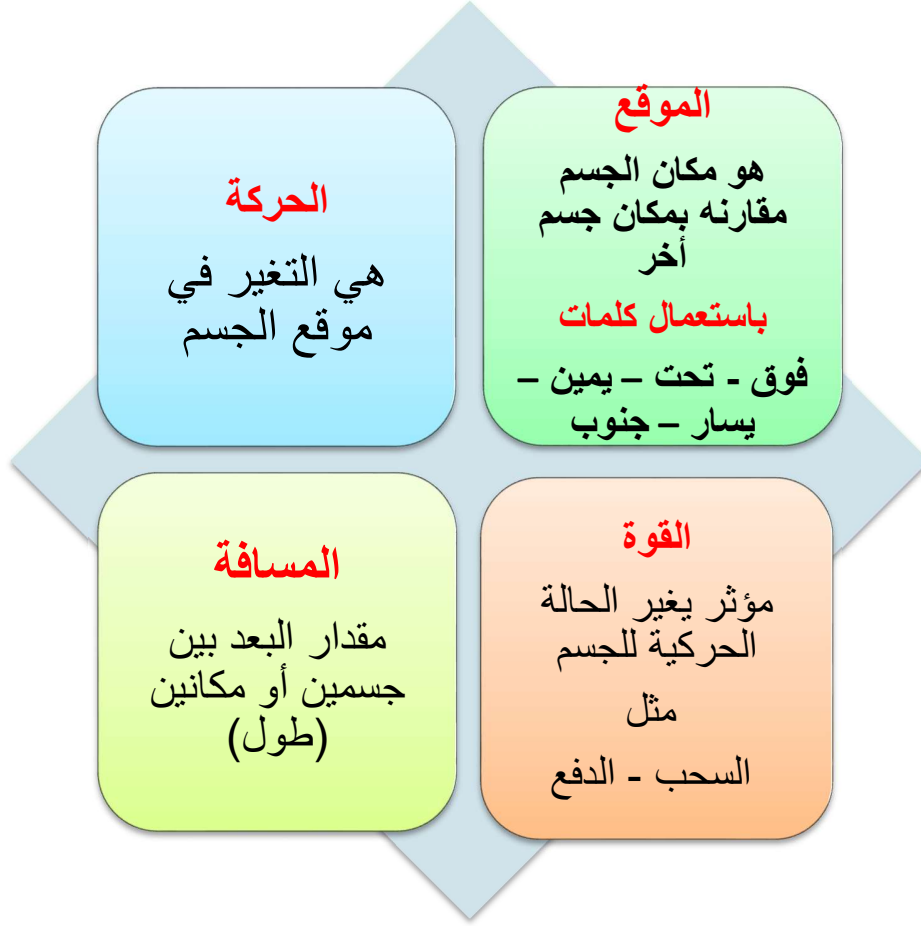 الموقع
هو مكان الجسم
مقارنه بمكان جسم
أخر
باستعمال كلمات
فوق - تحت – يمين –
يسار – جنوب
الحركة
هي التغير في
موقع الجسم
القوة
مؤثر يغير الحالة
الحركية للجسم
مثل
السحب - الدفع
المسافة
مقدار البعد بين
جسمين أو مكانين
(طول)